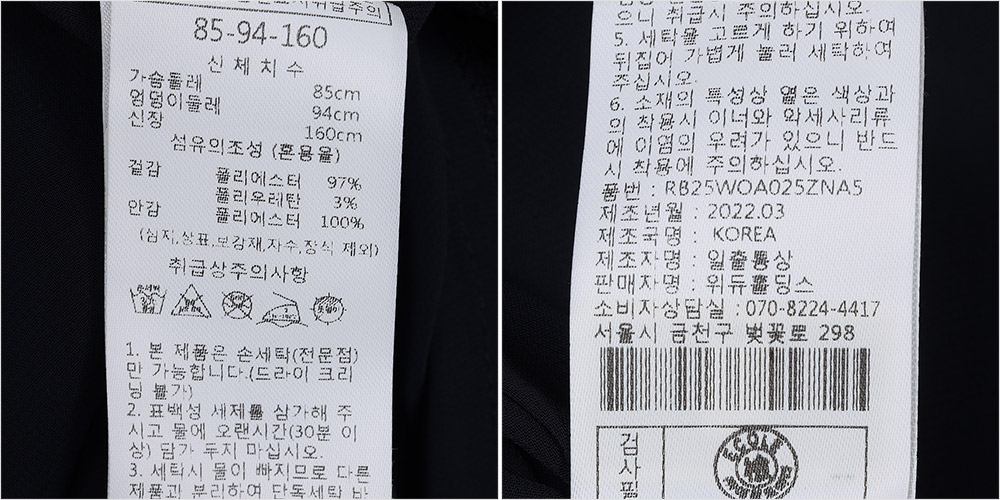 85-94-160
신체치수
가슴둘레 85cm
엉덩이둘레 94cm
신장 160cm
섬유의조성 (혼용율)
겉감 폴리에스터 97%
폴리우레탄 3%
안감 폴리에스터 100%
(심지,상표,보강재,자수,장식 제외)
취급상주의사항
1. 본 제품은 손세탁(전문점)
만 가능합니다.(드라이 크리
닝 불가)
2. 표백성 세제를 삼가해 주
시고 물에 오랜시간(30분 이
상) 담가 두지 마십시오.
3. 세탁시 물이 빠지므로 다른
제품과 분리하여 단독세탁 바
으니 취급시 주의하십시오.
5. 세탁물을 고르게 하기 위하여
뒤집어 가볍게 눌러 세탁하여
주십시오.
6. 소재의 특성상 옅은 색상과
의 착용시 이너와 악세사리류
에 이염의 우려가 있으니 반드
시 착용에 주의하십시오.
품번 : RB25WOA025ZNA5
제조년월 : 2022.03
제조국명 : KOREA
제조자명 : 일출통상
판매자명 : 위듀홀딩스
소비자상담실 : 070-8224-4417
서울시 금천구 벚꽃로 298
검
사
필
ECOLE